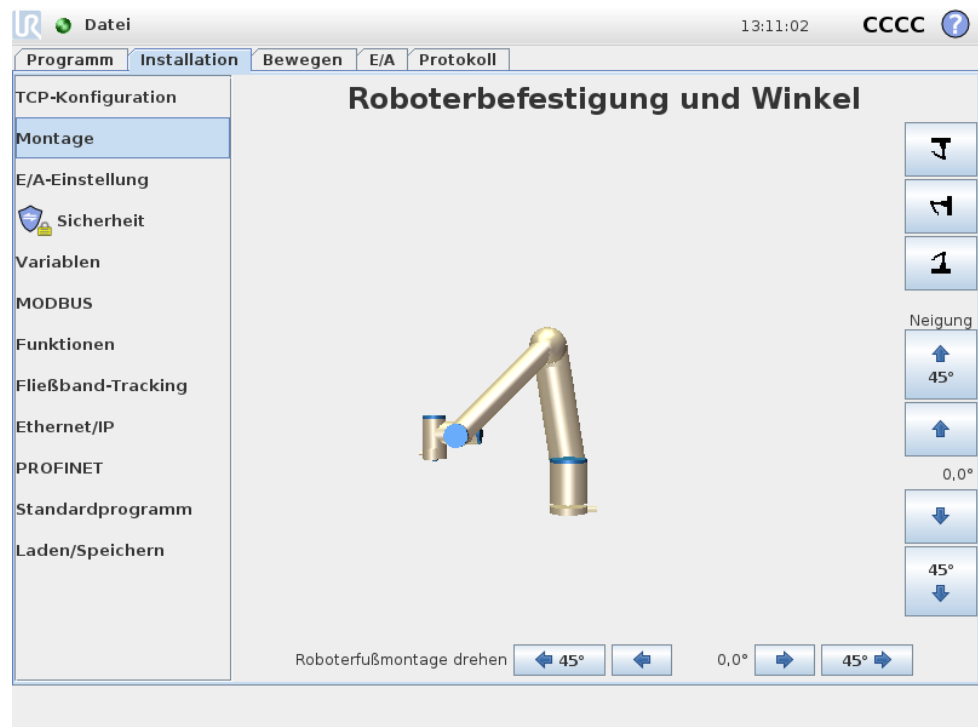 UR Datei 13:11:02 CCCC ?
Programm Installation Bewegen E/A Protokoll
TCP-Konfiguration
Roboterbefestigung und Winkel
Montage
E/A-Einstellung
Sicherheit
Variablen
MODBUS
Funktionen
Fließband-Tracking
Ethernet/IP
PROFINET
Standardprogramm
Laden/Speichern
Neigung
45°
0,0°
45°
Roboterfußmontage drehen 45° 0,0° 45°